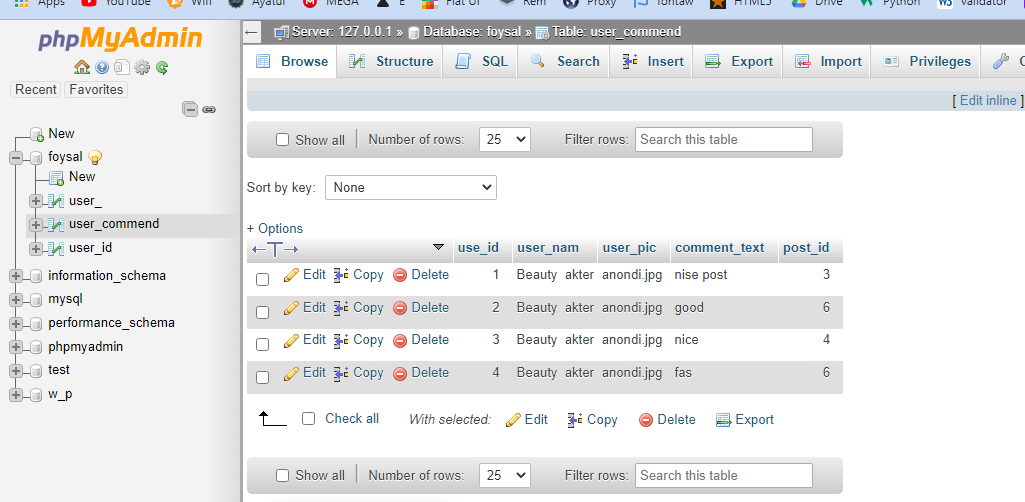 Apps YouTube Wifi Ayatul MEGA E Flat UI Rem Proxy Tontaw HTML5 Drive Python Validator
phpMyAdmin
Server: 127.0.0.1 » Database: foysal » Table: user_commend
Browse Structure SQL Search Insert Export Import Privileges
Recent Favorites
[ Edit inline ]
New
foysal
New
user_
user_commend
user_id
information_schema
mysql
performance_schema
phpmyadmin
test
w_p
Show all Number of rows: 25 Filter rows: Search this table
Sort by key: None
+ Options
←T→ use_id user_nam user_pic comment_text post_id
Edit Copy Delete 1 Beauty akter anondi.jpg nise post 3
Edit Copy Delete 2 Beauty akter anondi.jpg good 6
Edit Copy Delete 3 Beauty akter anondi.jpg nice 4
Edit Copy Delete 4 Beauty akter anondi.jpg fas 6
Check all With selected: Edit Copy Delete Export
Show all Number of rows: 25 Filter rows: Search this table